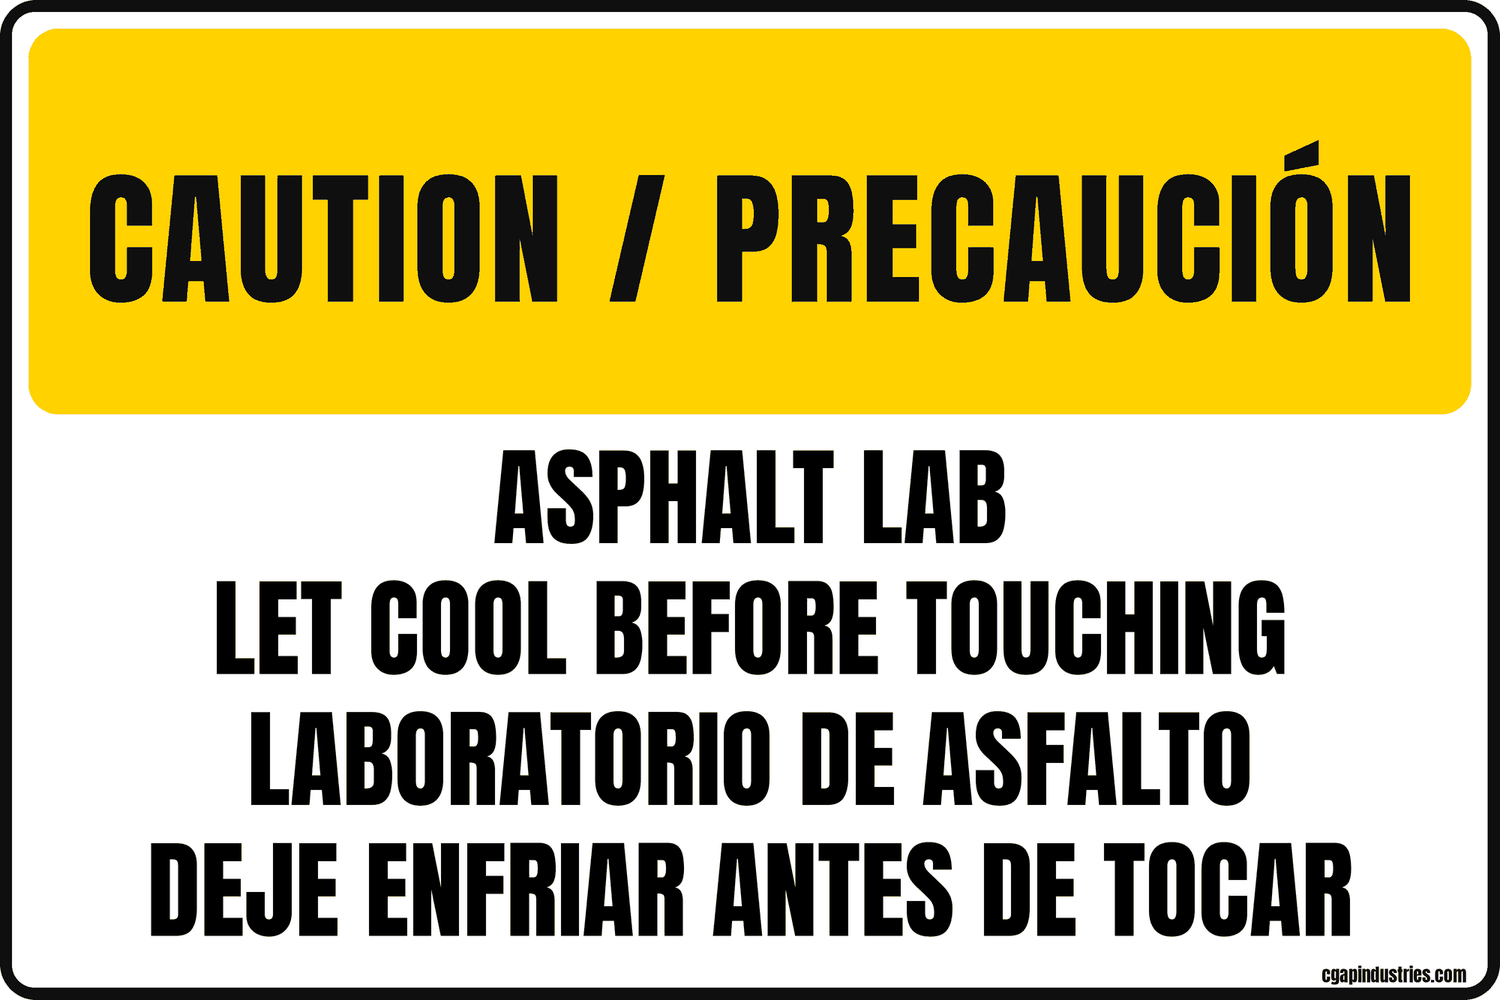 CAUTION / PRECAUCIÓN
ASPHALT LAB
LET COOL BEFORE TOUCHING
LABORATORIO DE ASFALTO
DEJE ENFRIAR ANTES DE TOCAR
cgapindustries.com